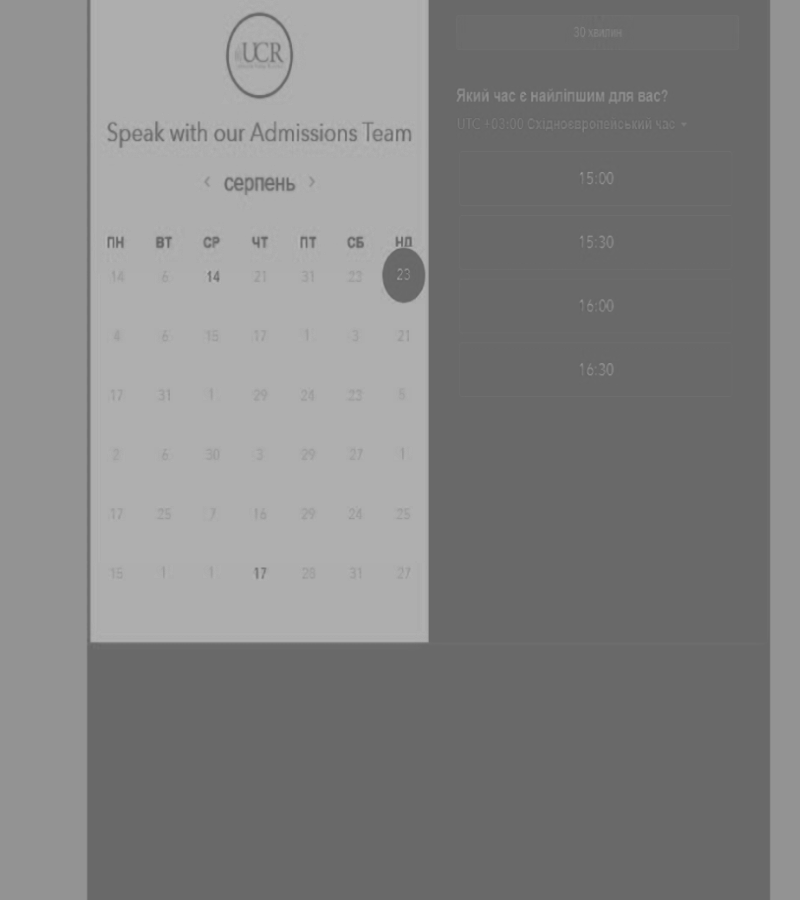 UCR
Speak with our Admissions Team
< серпень >
ПН ВТ СР ЧТ ПТ СБ НД
14 6 14 21 31 23 23
4 6 15 17 1 3 21
17 31 1 29 24 23 5
2 6 30 3 29 27 1
17 25 7 16 29 24 25
15 1 1 17 25 31 27
30 хвилин
Який час є найліпшим для вас?
UTC +03:00 Східноєвропейський час
15:00
15:30
16:00
16:30